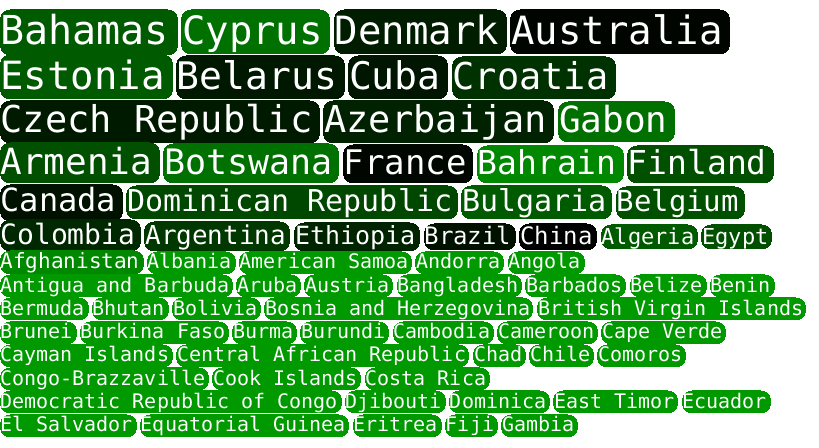 Bahamas Cyprus Denmark Australia
Estonia Belarus Cuba Croatia
Czech Republic Azerbaijan Gabon
Armenia Botswana France Bahrain Finland
Canada Dominican Republic Bulgaria Belgium
Colombia Argentina Ethiopia Brazil China Algeria Egypt
Afghanistan Albania American Samoa Andorra Angola
Antigua and Barbuda Aruba Austria Bangladesh Barbados Belize Benin
Bermuda Bhutan Bolivia Bosnia and Herzegovina British Virgin Islands
Brunei Burkina Faso Burma Burundi Cambodia Cameroon Cape Verde
Cayman Islands Central African Republic Chad Chile Comoros
Congo-Brazzaville Cook Islands Costa Rica
Democratic Republic of Congo Djibouti Dominica East Timor Ecuador
El Salvador Equatorial Guinea Eritrea Fiji Gambia